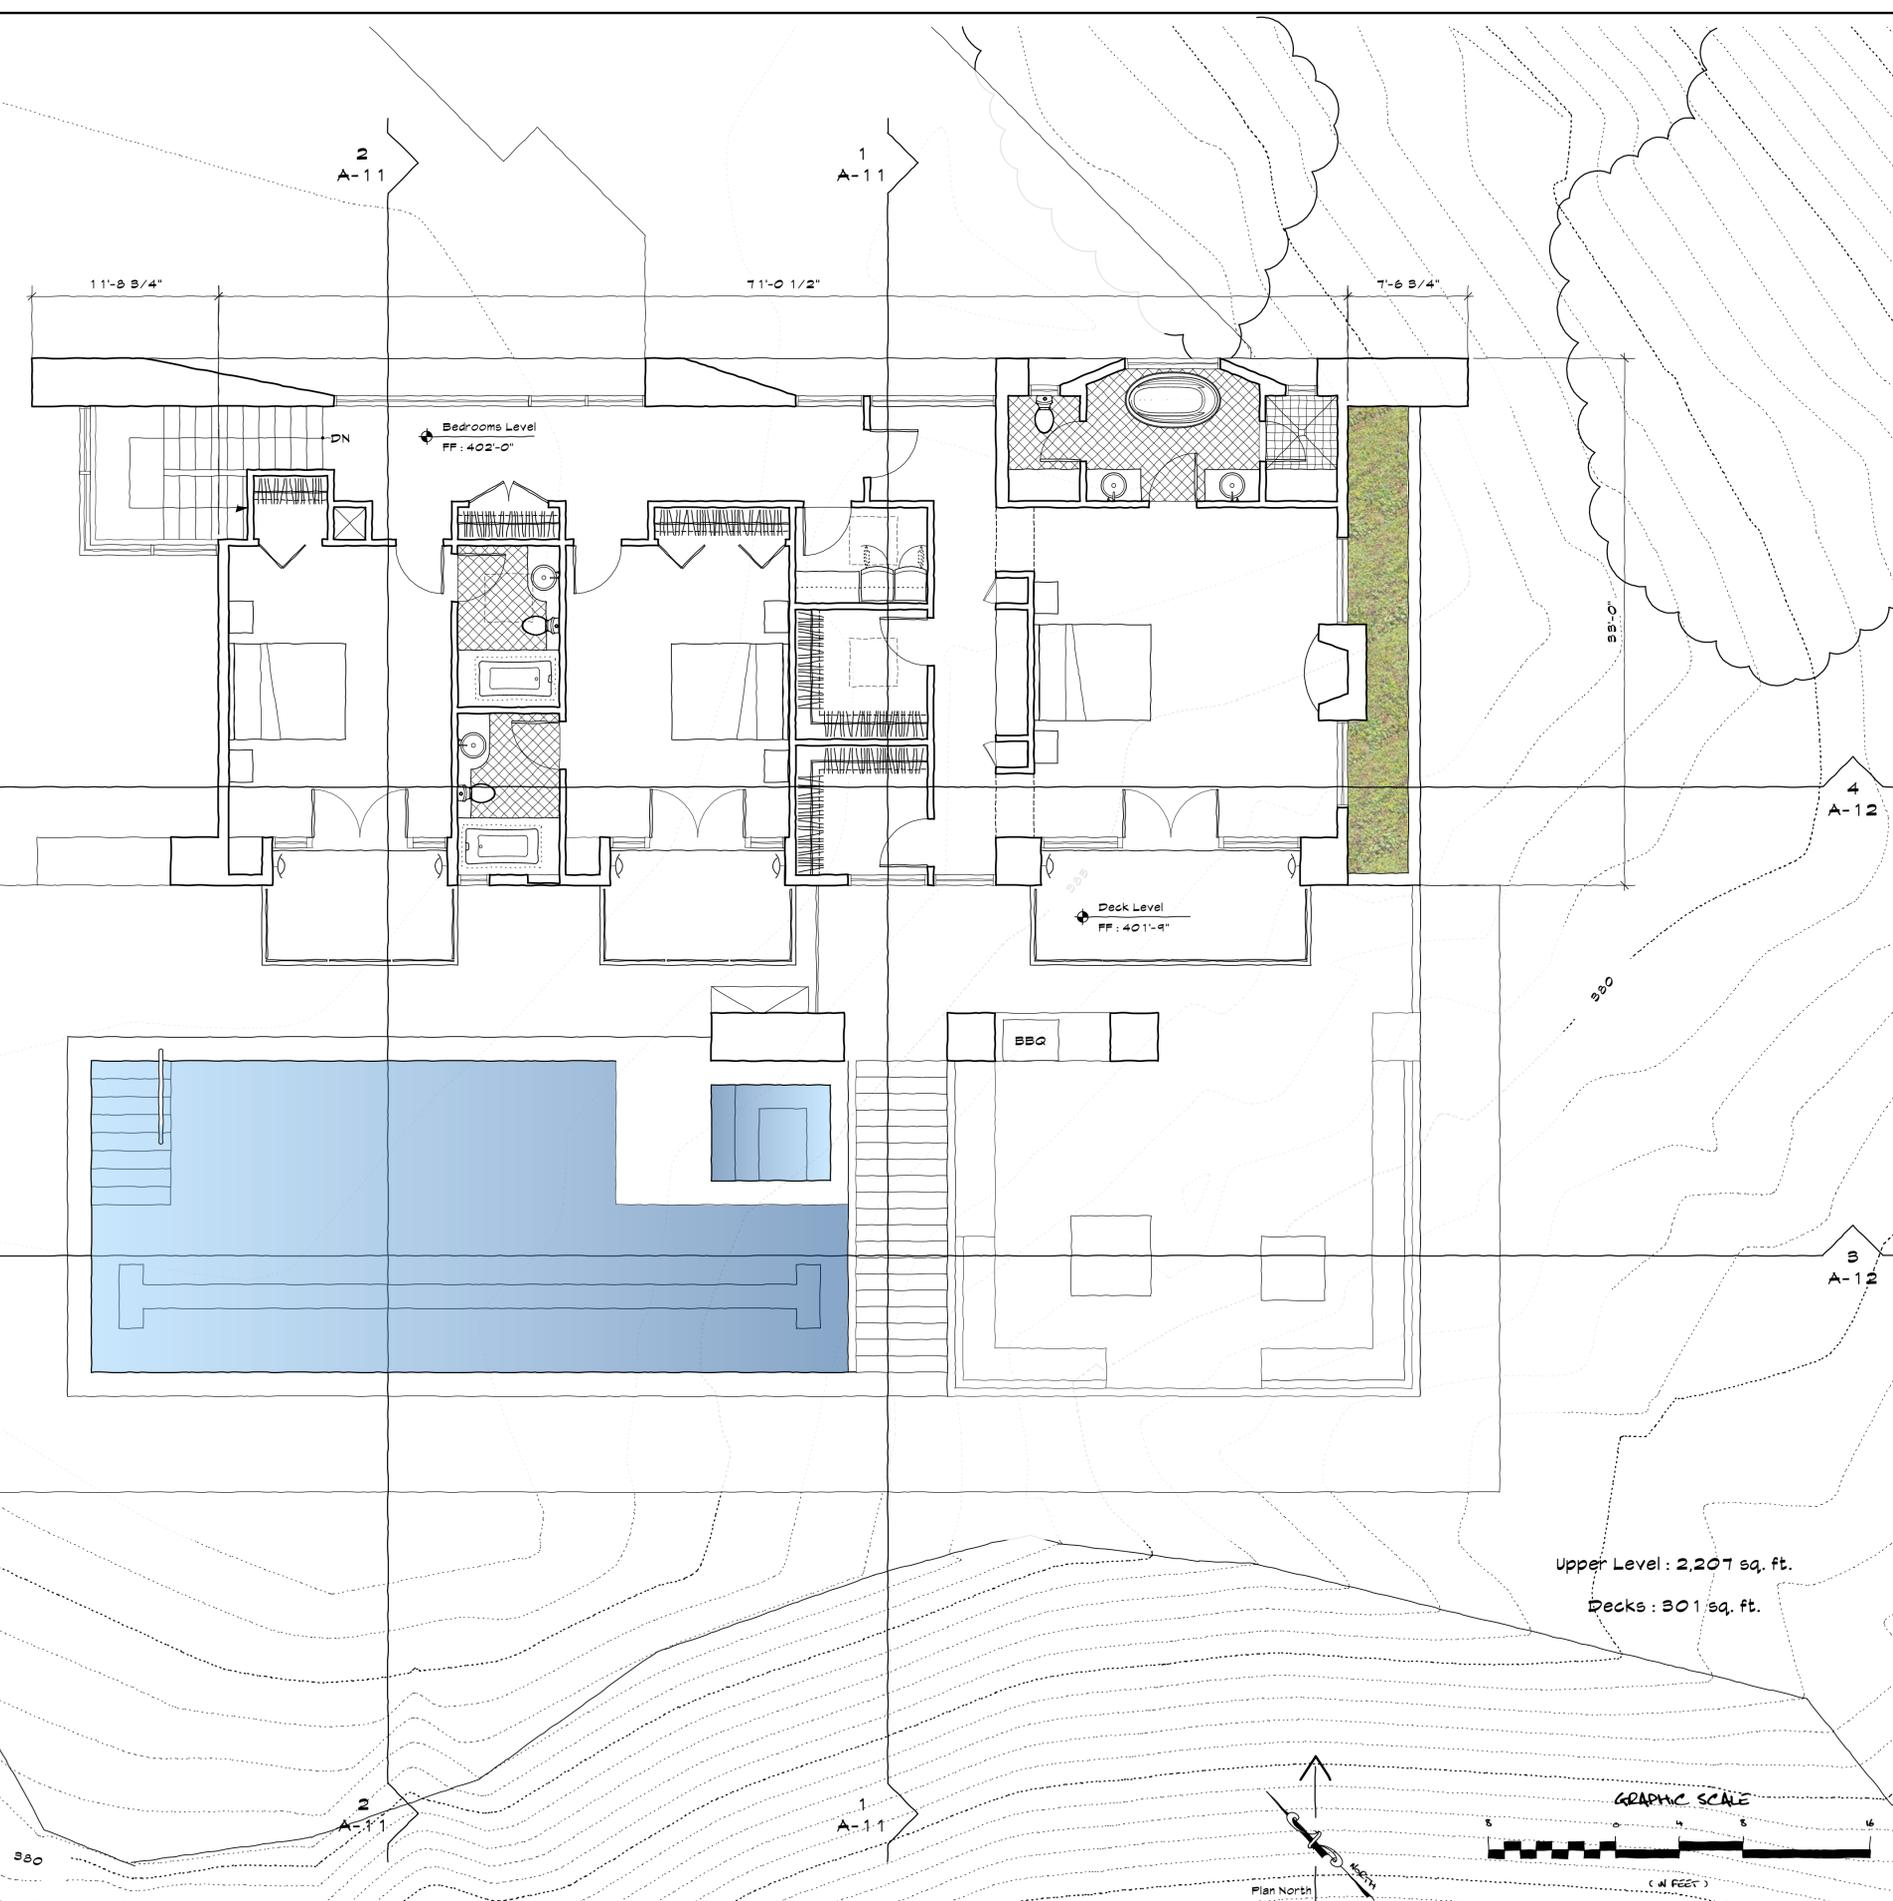 2
A-11
1
A-11
11'-8 3/4"
71'-0 1/2"
7'-6 3/4"
DN
Bedrooms Level
FF : 402'-0"
33'-0"
4
A-12
385
Deck Level
FF : 401'-9"
380
BBQ
3
A-12
Upper Level : 2,207 sq. ft.
Decks : 301 sq. ft.
2
A-11
1
A-11
380
GRAPHIC SCALE
8 0 4 8 16
( IN FEET )
NORTH
Plan North